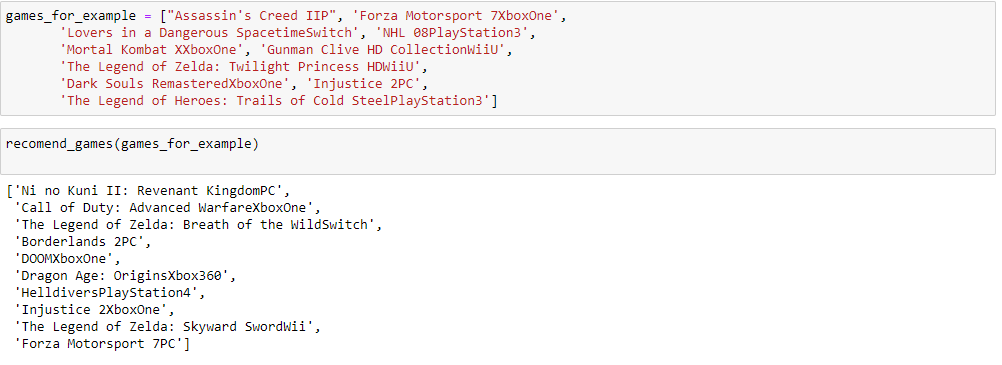 games_for_example = ["Assassin's Creed IIP", 'Forza Motorsport 7XboxOne',
'Lovers in a Dangerous SpacetimeSwitch', 'NHL 08PlayStation3',
'Mortal Kombat XXboxOne', 'Gunman Clive HD CollectionWiiU',
'The Legend of Zelda: Twilight Princess HDWiiU',
'Dark Souls RemasteredXboxOne', 'Injustice 2PC',
'The Legend of Heroes: Trails of Cold SteelPlayStation3']
recomend_games(games_for_example)
['Ni no Kuni II: Revenant KingdomPC',
'Call of Duty: Advanced WarfareXboxOne',
'The Legend of Zelda: Breath of the WildSwitch',
'Borderlands 2PC',
'DOOMXboxOne',
'Dragon Age: OriginsXbox360',
'HelldiversPlayStation4',
'Injustice 2XboxOne',
'The Legend of Zelda: Skyward SwordWii',
'Forza Motorsport 7PC']